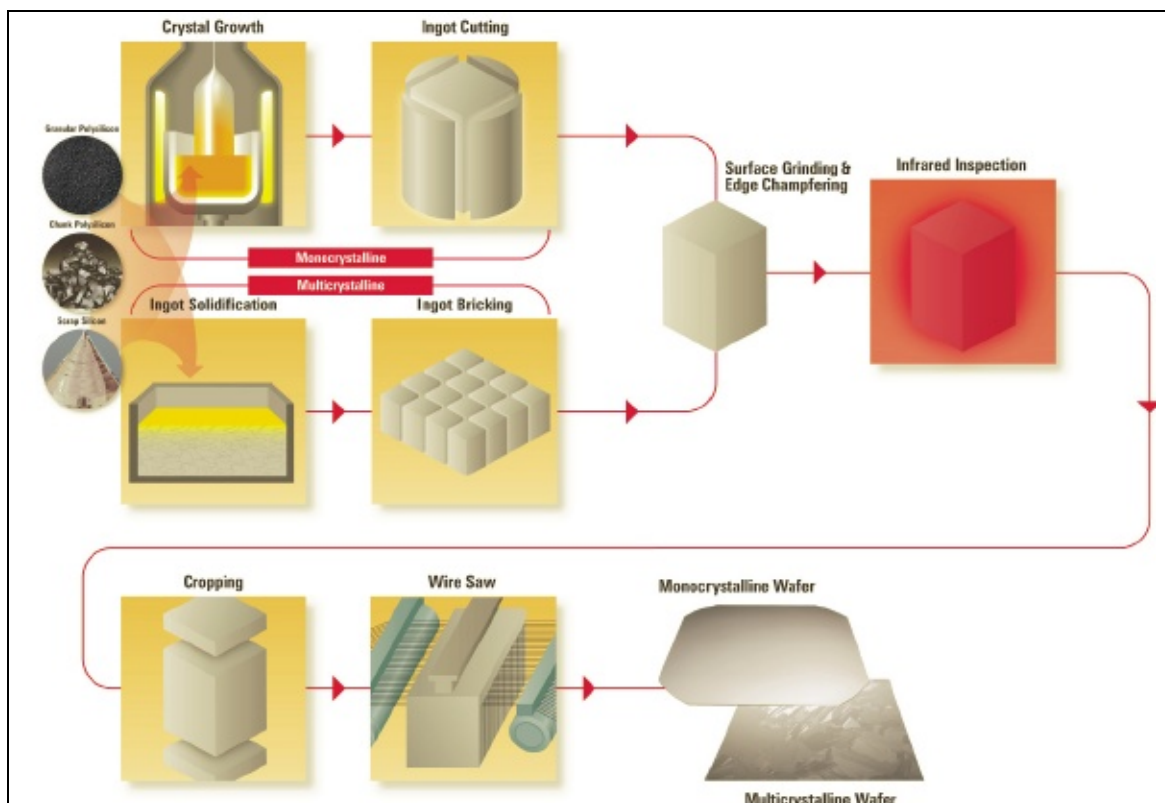 Crystal Growth
Ingot Cutting
Granular Polysilicon
Surface Grinding &
Edge Champfering
Infrared Inspection
Chunk Polysilicon
Monocrystalline
Multicrystalline
Ingot Solidification
Ingot Bricking
Scrap Silicon
Cropping
Wire Saw
Monocrystalline Wafer
Multicrystalline Wafer